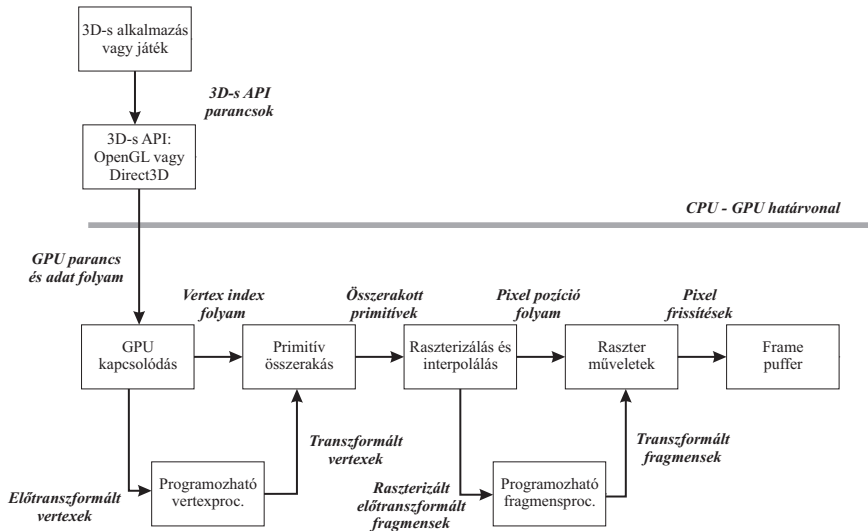 3D-s alkalmazás
vagy játék
3D-s API
parancsok
3D-s API:
OpenGL vagy
Direct3D
CPU - GPU határvonal
GPU parancs
és adat folyam
Vertex index
folyam
Összerakott
primitívek
Pixel pozíció
folyam
Pixel
frissítések
GPU
kapcsolódás
Primitív
összerakás
Raszterizálás és
interpolálás
Raszter
műveletek
Frame
puffer
Előtranszformált
vertexek
Programozható
vertexproc.
Transzformált
vertexek
Raszterizált
előtranszformált
fragmensek
Programozható
fragmensproc.
Transzformált
fragmensek